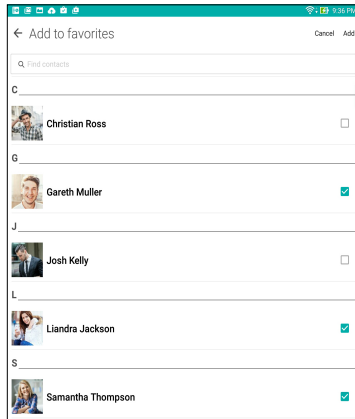 9:36 PM
Add to favorites Cancel Add
Find contacts
C
Christian Ross
G
Gareth Muller
J
Josh Kelly
L
Liandra Jackson
S
Samantha Thompson